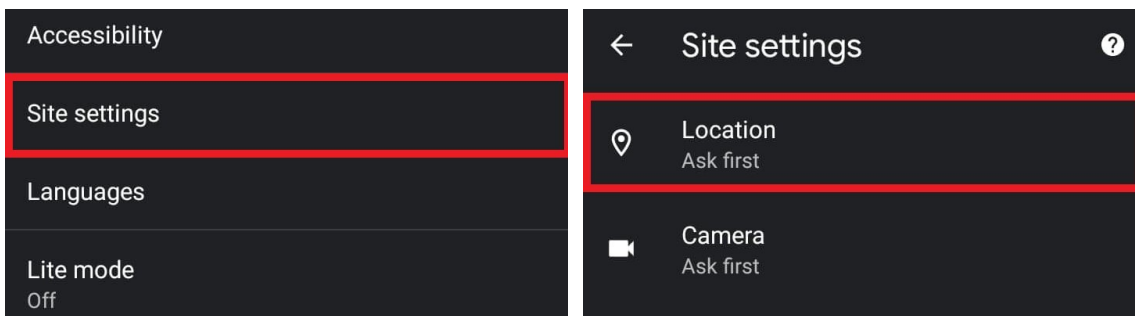 Accessibility
Site settings
Languages
Lite mode
Off
Site settings
Location
Ask first
Camera
Ask first